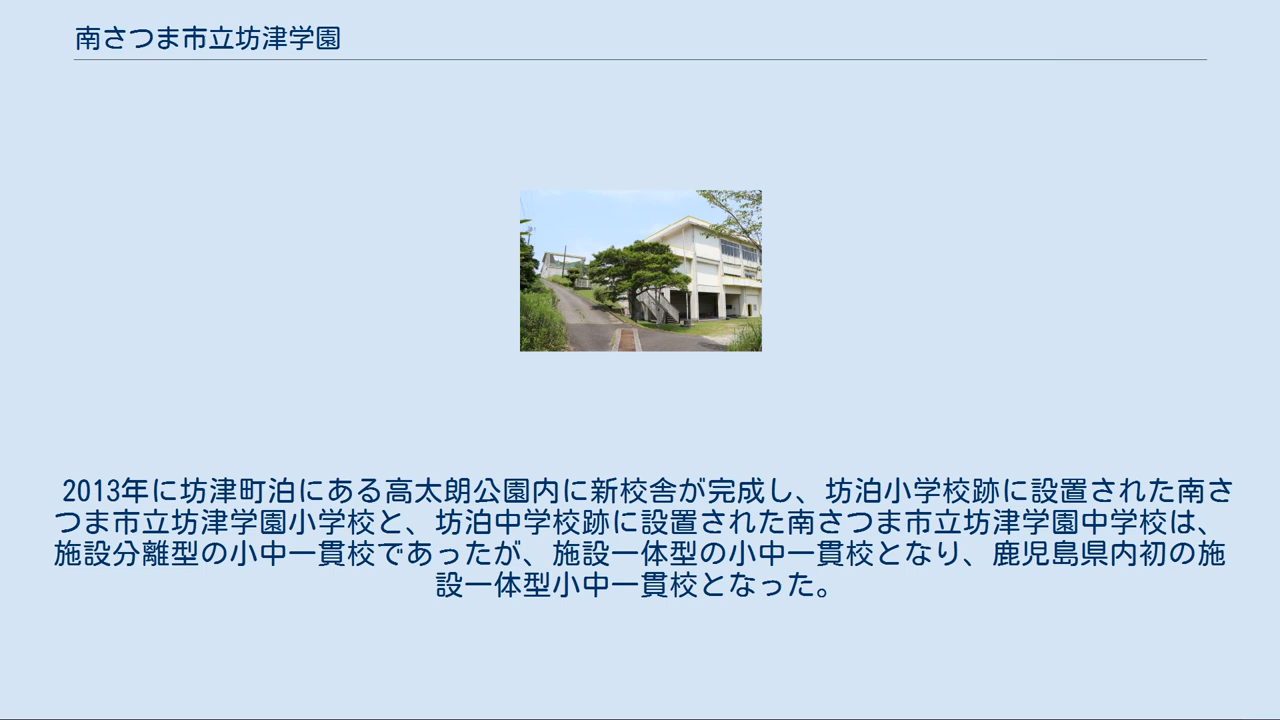 南さつま市立坊津学園
2013年に坊津町泊にある高太朗公園内に新校舎が完成し、坊泊小学校跡に設置された南さ
つま市立坊津学園小学校と、坊泊中学校跡に設置された南さつま市立坊津学園中学校は、
施設分離型の小中一貫校であったが、施設一体型の小中一貫校となり、鹿児島県内初の施
設一体型小中一貫校となった。